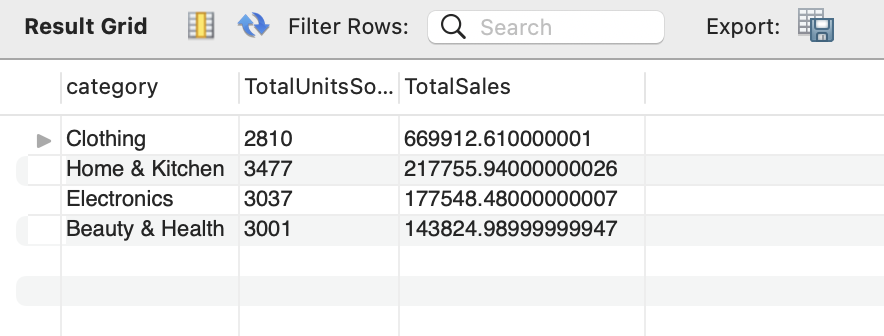 Result Grid Filter Rows: Search Export:
category TotalUnitsSo... TotalSales
Clothing 2810 669912.610000001
Home & Kitchen 3477 217755.94000000026
Electronics 3037 177548.48000000007
Beauty & Health 3001 143824.98999999947